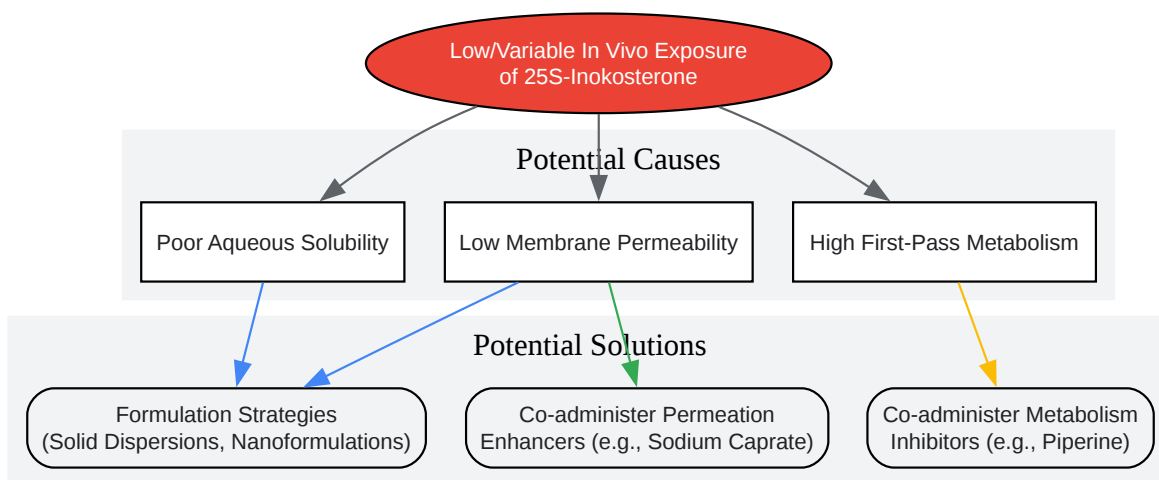 Low/Variable In Vivo Exposure
of 25S-Inokosterone
Potential Causes
Poor Aqueous Solubility
Low Membrane Permeability
High First-Pass Metabolism
Potential Solutions
Formulation Strategies
(Solid Dispersions, Nanoformulations)
Co-administer Permeation
Enhancers (e.g., Sodium Caprate)
Co-administer Metabolism
Inhibitors (e.g., Piperine)